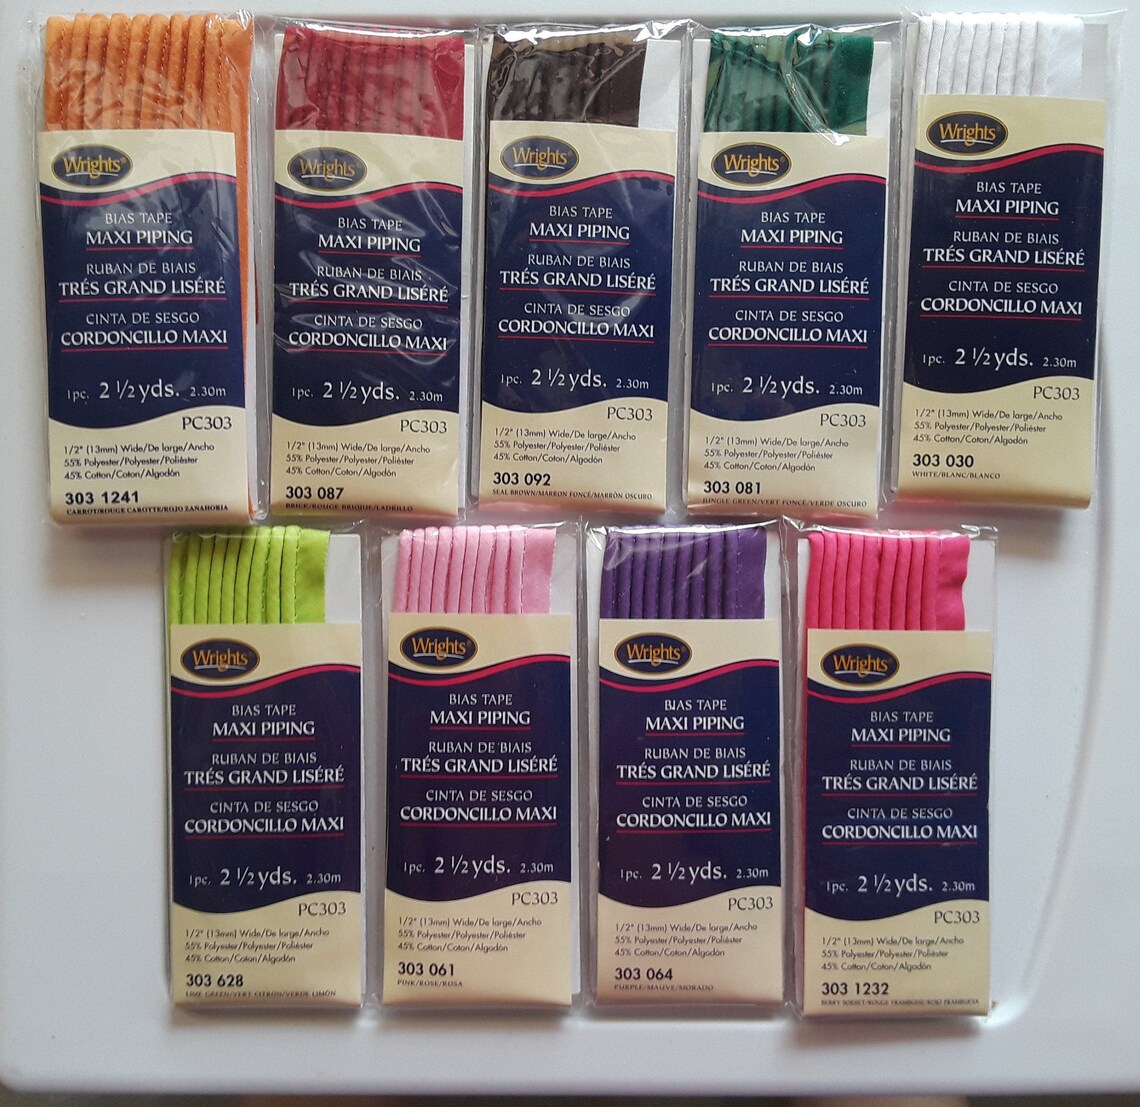 Wrights®
BIAS TAPE
MAXI PIPING
RUBAN DE BIAIS
TRÉS GRAND LISÉRÉ
CINTA DE SESGO
CORDONCILLO MAXI
1pc. 2 1/2 yds. 2.30m
PC303
1/2" (13mm) Wide/De large/Ancho
55% Polyester/Polyester/Poliéster
45% Cotton/Coton/Algodón
303 1241
CARROT/ROUGE CAROTTE/ROJO ZANAHORIA
Wrights®
BIAS TAPE
MAXI PIPING
RUBAN DE BIAIS
TRÉS GRAND LISÉRÉ
CINTA DE SESGO
CORDONCILLO MAXI
1pc. 2 1/2 yds. 2.30m
PC303
1/2" (13mm) Wide/De large/Ancho
55% Polyester/Polyester/Poliéster
45% Cotton/Coton/Algodón
303 087
BRICK/ROUGE BRIQUE/LADRILLO
Wrights®
BIAS TAPE
MAXI PIPING
RUBAN DE BIAIS
TRÉS GRAND LISÉRÉ
CINTA DE SESGO
CORDONCILLO MAXI
1pc. 2 1/2 yds. 2.30m
PC303
1/2" (13mm) Wide/De large/Ancho
55% Polyester/Polyester/Poliéster
45% Cotton/Coton/Algodón
303 092
SEAL BROWN/MARRON FONCÉ/MARRÓN OSCURO
Wrights®
BIAS TAPE
MAXI PIPING
RUBAN DE BIAIS
TRÉS GRAND LISÉRÉ
CINTA DE SESGO
CORDONCILLO MAXI
1pc. 2 1/2 yds. 2.30m
PC303
1/2" (13mm) Wide/De large/Ancho
55% Polyester/Polyester/Poliéster
45% Cotton/Coton/Algodón
303 081
JUNGLE GREEN/VERT FONCÉ/VERDE OSCURO
Wrights®
BIAS TAPE
MAXI PIPING
RUBAN DE BIAIS
TRÉS GRAND LISÉRÉ
CINTA DE SESGO
CORDONCILLO MAXI
1pc. 2 1/2 yds. 2.30m
PC303
1/2" (13mm) Wide/De large/Ancho
55% Polyester/Polyester/Poliéster
45% Cotton/Coton/Algodón
303 030
WHITE/BLANC/BLANCO
Wrights®
BIAS TAPE
MAXI PIPING
RUBAN DE BIAIS
TRÉS GRAND LISÉRÉ
CINTA DE SESGO
CORDONCILLO MAXI
1pc. 2 1/2 yds. 2.30m
PC303
1/2" (13mm) Wide/De large/Ancho
55% Polyester/Polyester/Poliéster
45% Cotton/Coton/Algodón
303 628
LIME GREEN/VERT CITRON/VERDE LIMÓN
Wrights®
BIAS TAPE
MAXI PIPING
RUBAN DE BIAIS
TRÉS GRAND LISÉRÉ
CINTA DE SESGO
CORDONCILLO MAXI
1pc. 2 1/2 yds. 2.30m
PC303
1/2" (13mm) Wide/De large/Ancho
55% Polyester/Polyester/Poliéster
45% Cotton/Coton/Algodón
303 061
PINK/ROSE/ROSA
Wrights®
BIAS TAPE
MAXI PIPING
RUBAN DE BIAIS
TRÉS GRAND LISÉRÉ
CINTA DE SESGO
CORDONCILLO MAXI
1pc. 2 1/2 yds. 2.30m
PC303
1/2" (13mm) Wide/De large/Ancho
55% Polyester/Polyester/Poliéster
45% Cotton/Coton/Algodón
303 064
PURPLE/MAUVE/MORADO
Wrights®
BIAS TAPE
MAXI PIPING
RUBAN DE BIAIS
TRÉS GRAND LISÉRÉ
CINTA DE SESGO
CORDONCILLO MAXI
1pc. 2 1/2 yds. 2.30m
PC303
1/2" (13mm) Wide/De large/Ancho
55% Polyester/Polyester/Poliéster
45% Cotton/Coton/Algodón
303 1232
BERRY SORBET/ROUGE FRAMBOISE/ROJO FRAMBUESA